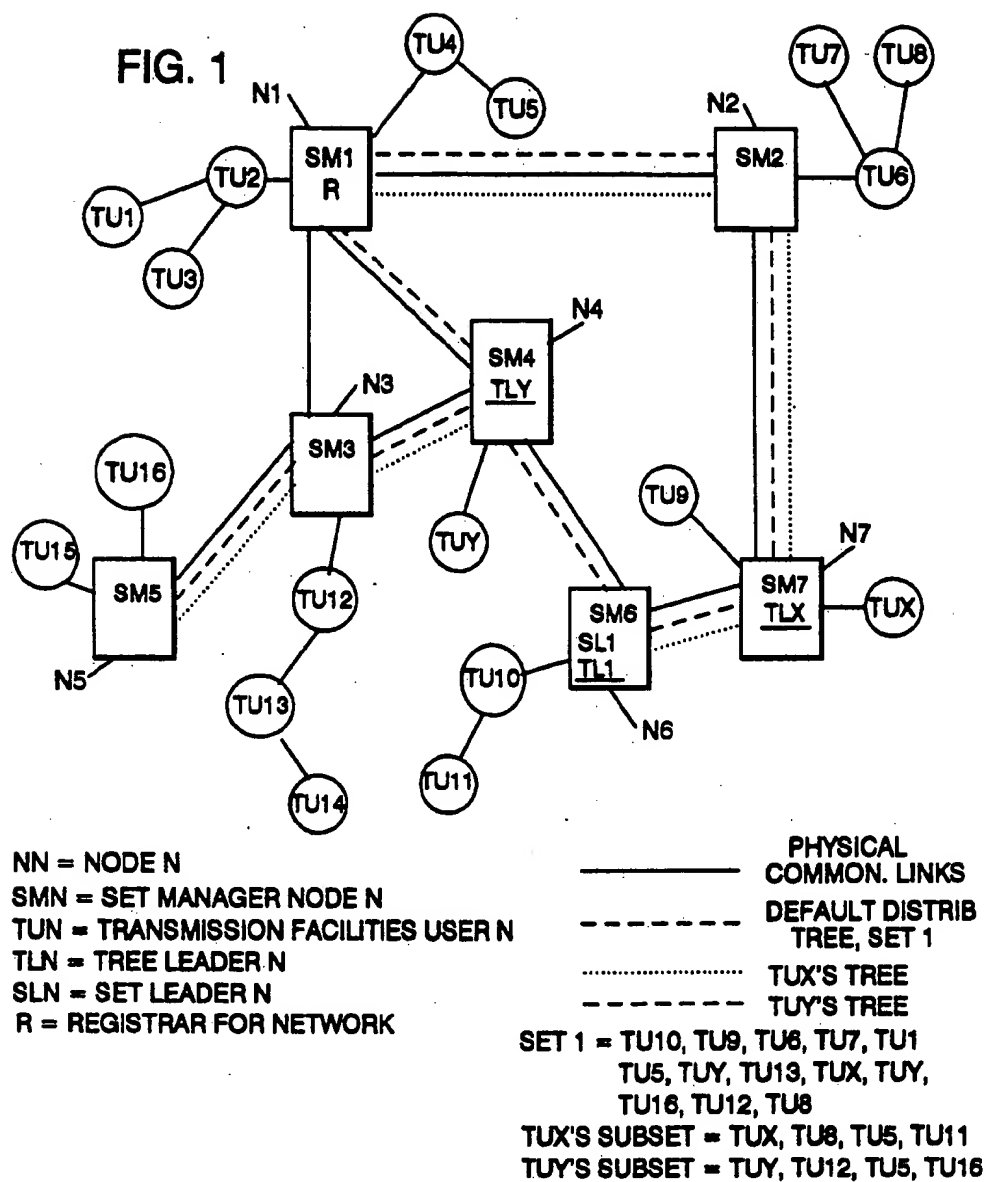 FIG. 1
TU4
TU5
TU7
TU8
N1
N2
SM1
R
SM2
TU2
TU6
TU1
TU3
N4
SM4
TLY
N3
SM3
TU16
TU15
TUY
TU9
N7
SM5
TU12
SM7
TLX
TUX
SM6
SL1
TL1
N5
TU10
TU13
N6
TU11
TU14
NN = NODE N
SMN = SET MANAGER NODE N
TUN = TRANSMISSION FACILITIES USER N
TLN = TREE LEADER N
SLN = SET LEADER N
R = REGISTRAR FOR NETWORK
PHYSICAL
COMMON. LINKS
DEFAULT DISTRIB
TREE, SET 1
TUX'S TREE
TUY'S TREE
SET 1 = TU10, TU9, TU6, TU7, TU1
TU5, TUY, TU13, TUX, TUY,
TU16, TU12, TU8
TUX'S SUBSET = TUX, TU8, TU5, TU11
TUY'S SUBSET = TUY, TU12, TU5, TU16